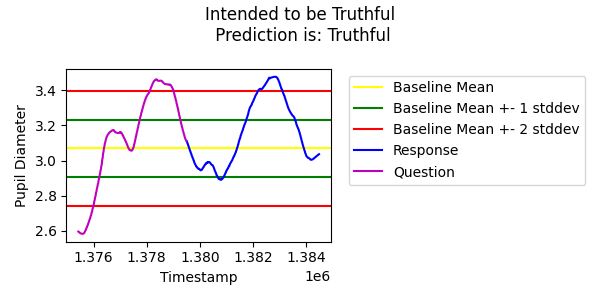 Intended to be Truthful
Prediction is: Truthful
3.4
3.2
3.0
2.8
2.6
Pupil Diameter
1.376 1.378 1.380 1.382 1.384
1e6
Timestamp
Baseline Mean
Baseline Mean +- 1 stddev
Baseline Mean +- 2 stddev
Response
Question